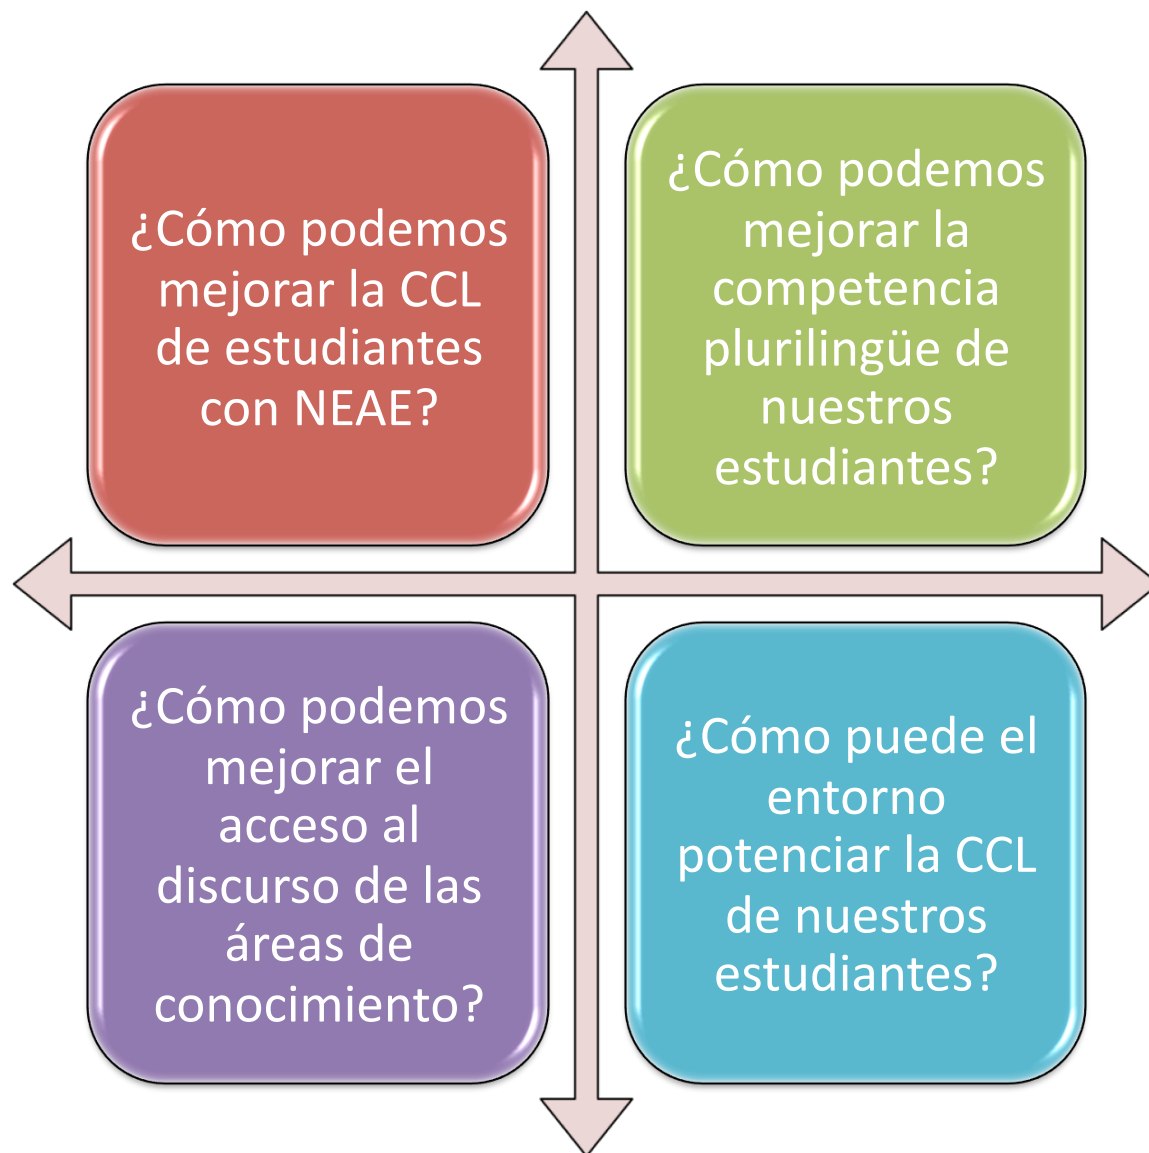 ¿Cómo podemos
mejorar la CCL
de estudiantes
con NEAE?
¿Cómo podemos
mejorar la
competencia
plurilingüe de
nuestros
estudiantes?
¿Cómo podemos
mejorar el
acceso al
discurso de las
áreas de
conocimiento?
¿Cómo puede el
entorno
potenciar la CCL
de nuestros
estudiantes?